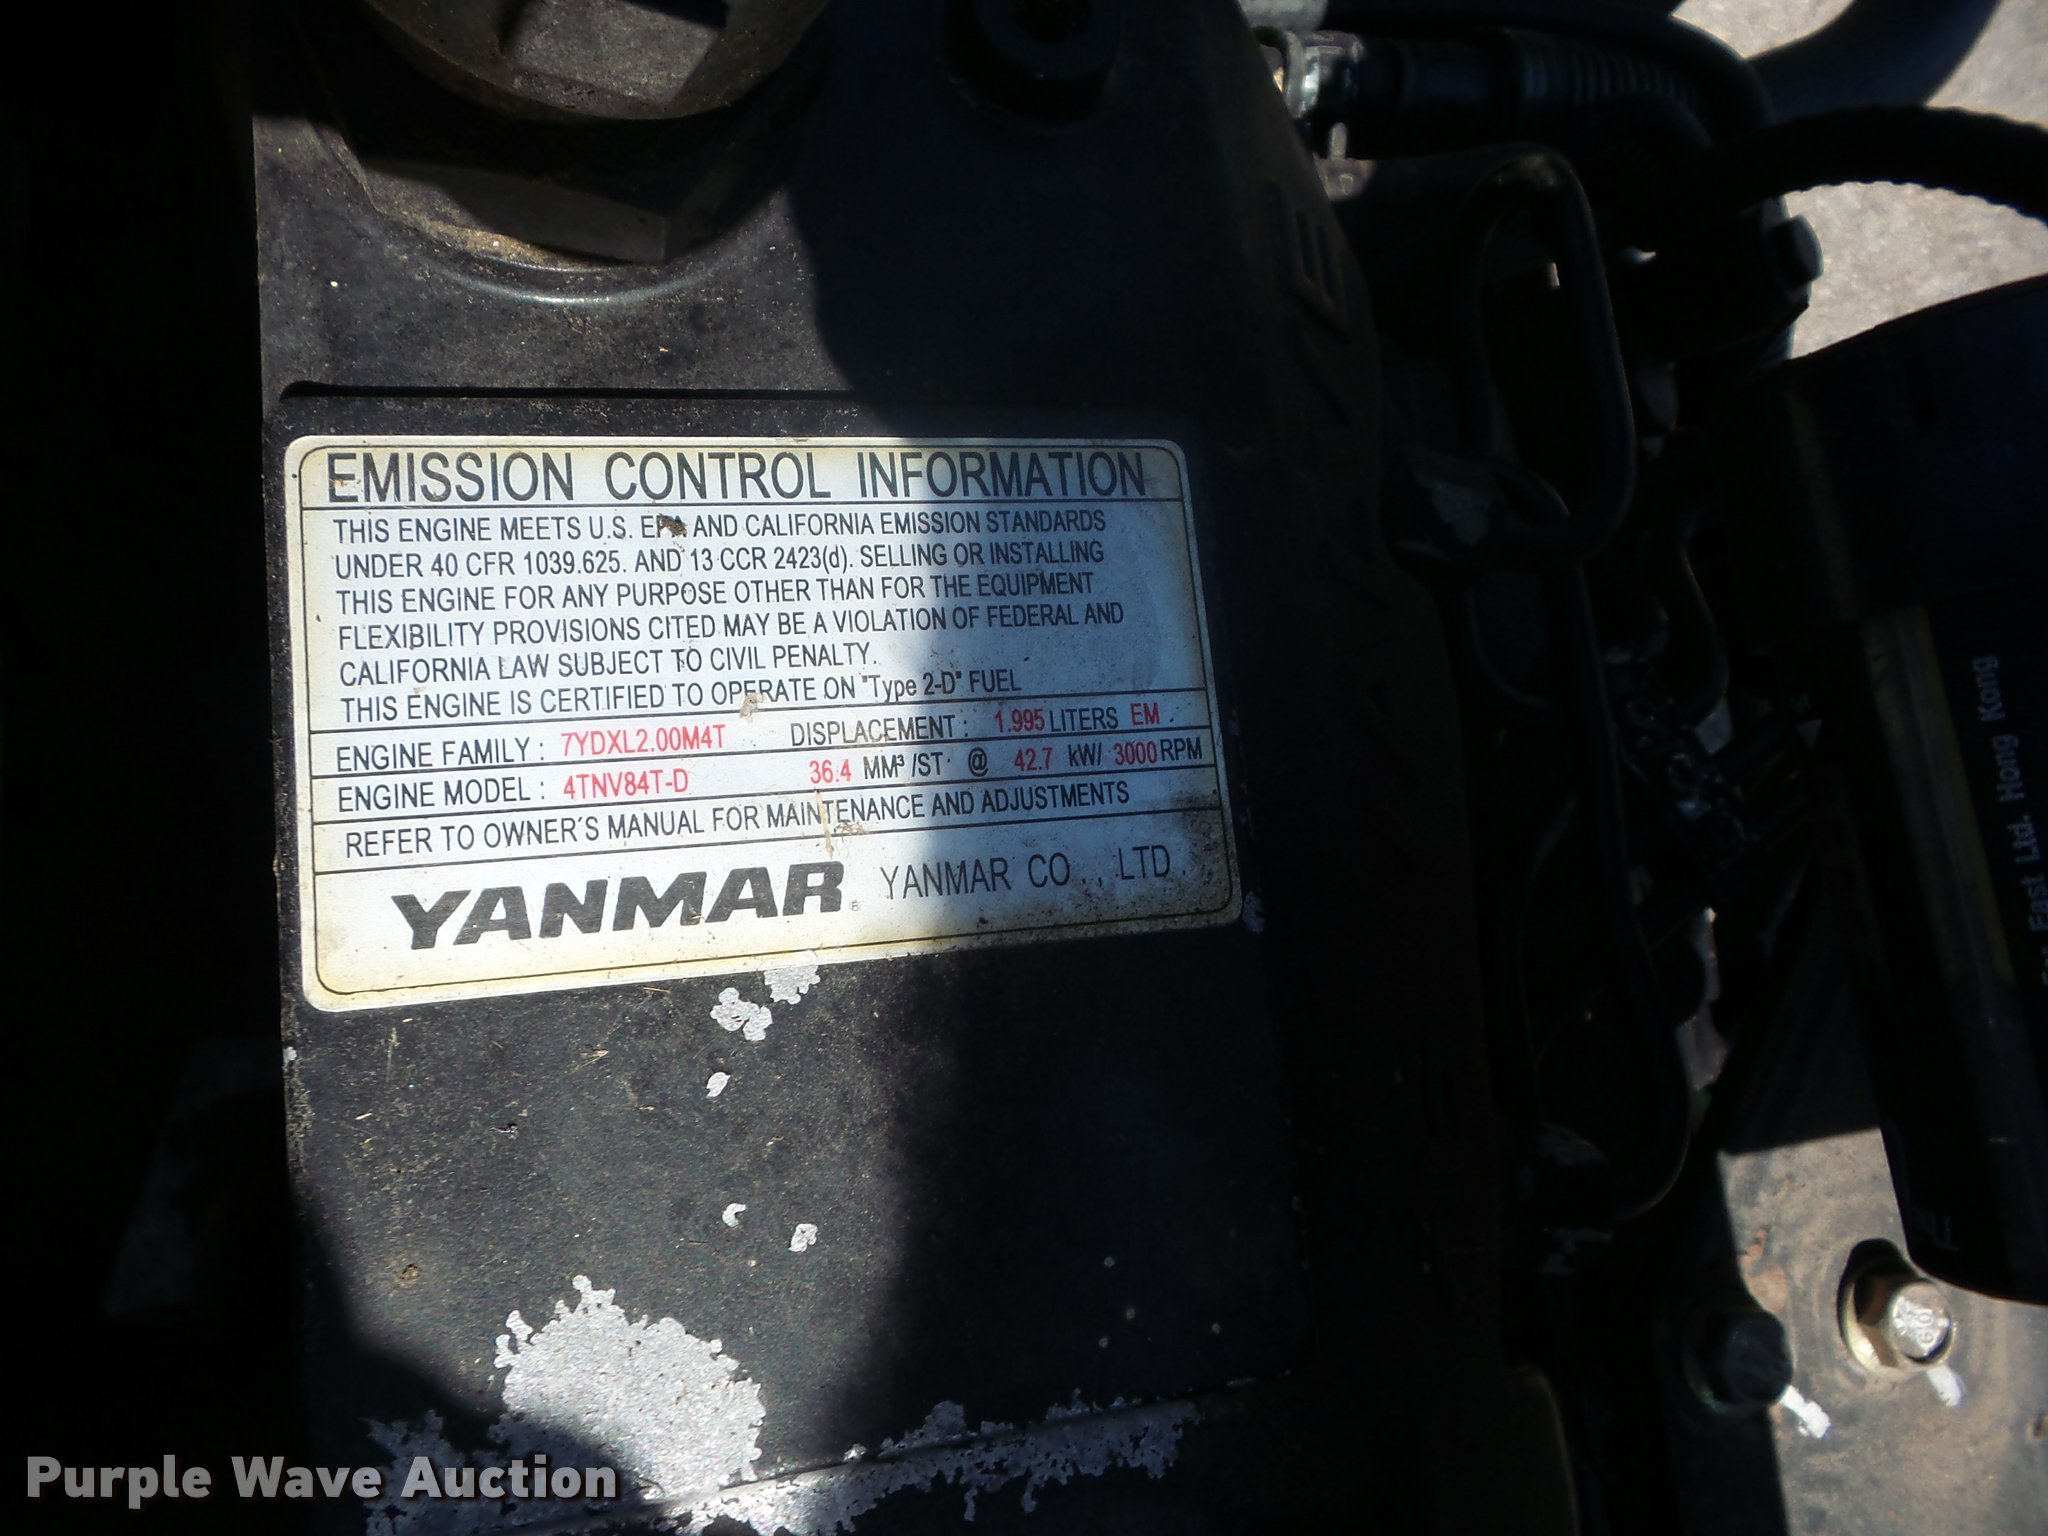 EMISSION CONTROL INFORMATION
THIS ENGINE MEETS U.S. EPA AND CALIFORNIA EMISSION STANDARDS
UNDER 40 CFR 1039.625. AND 13 CCR 2423(d). SELLING OR INSTALLING
THIS ENGINE FOR ANY PURPOSE OTHER THAN FOR THE EQUIPMENT
FLEXIBILITY PROVISIONS CITED MAY BE A VIOLATION OF FEDERAL AND
CALIFORNIA LAW SUBJECT TO CIVIL PENALTY.
THIS ENGINE IS CERTIFIED TO OPERATE ON "Type 2-D" FUEL
ENGINE FAMILY : 7YDXL2.00M4T DISPLACEMENT : 1.995 LITERS EM .
ENGINE MODEL : 4TNV84T-D 36.4 MM³ /ST @ 42.7 kW/ 3000 RPM
REFER TO OWNER'S MANUAL FOR MAINTENANCE AND ADJUSTMENTS
YANMAR ® YANMAR CO ., LTD .
East Ltd. Hong Kong
Purple Wave Auction